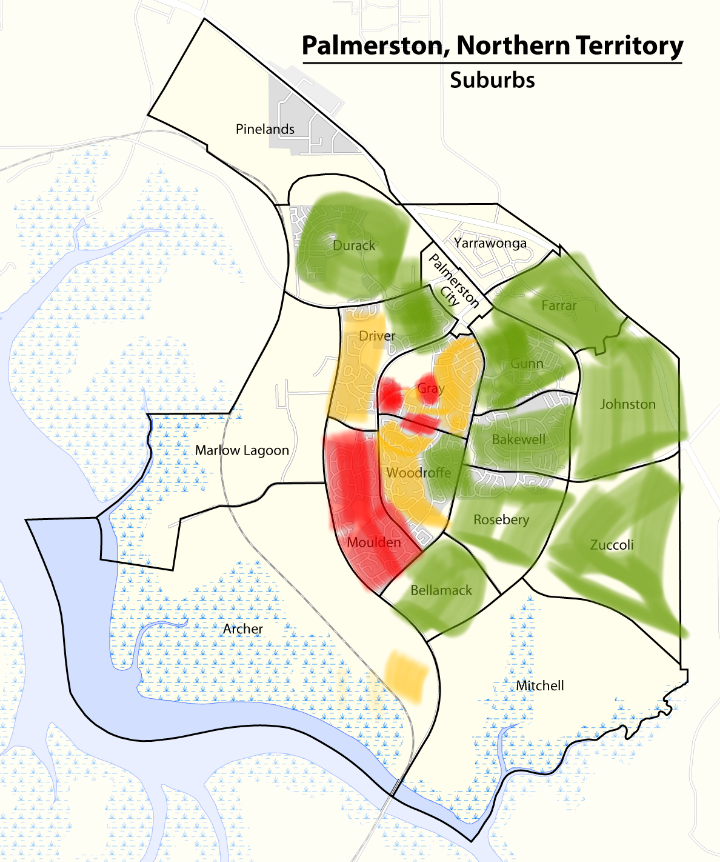 Palmerston, Northern Territory
Suburbs
Pinelands
Durack
Yarrawonga
Palmerston
City
Farrar
Driver
Gunn
Gray
Johnston
Bakewell
Marlow Lagoon
Woodroffe
Rosebery
Moulden
Zuccoli
Bellamack
Archer
Mitchell